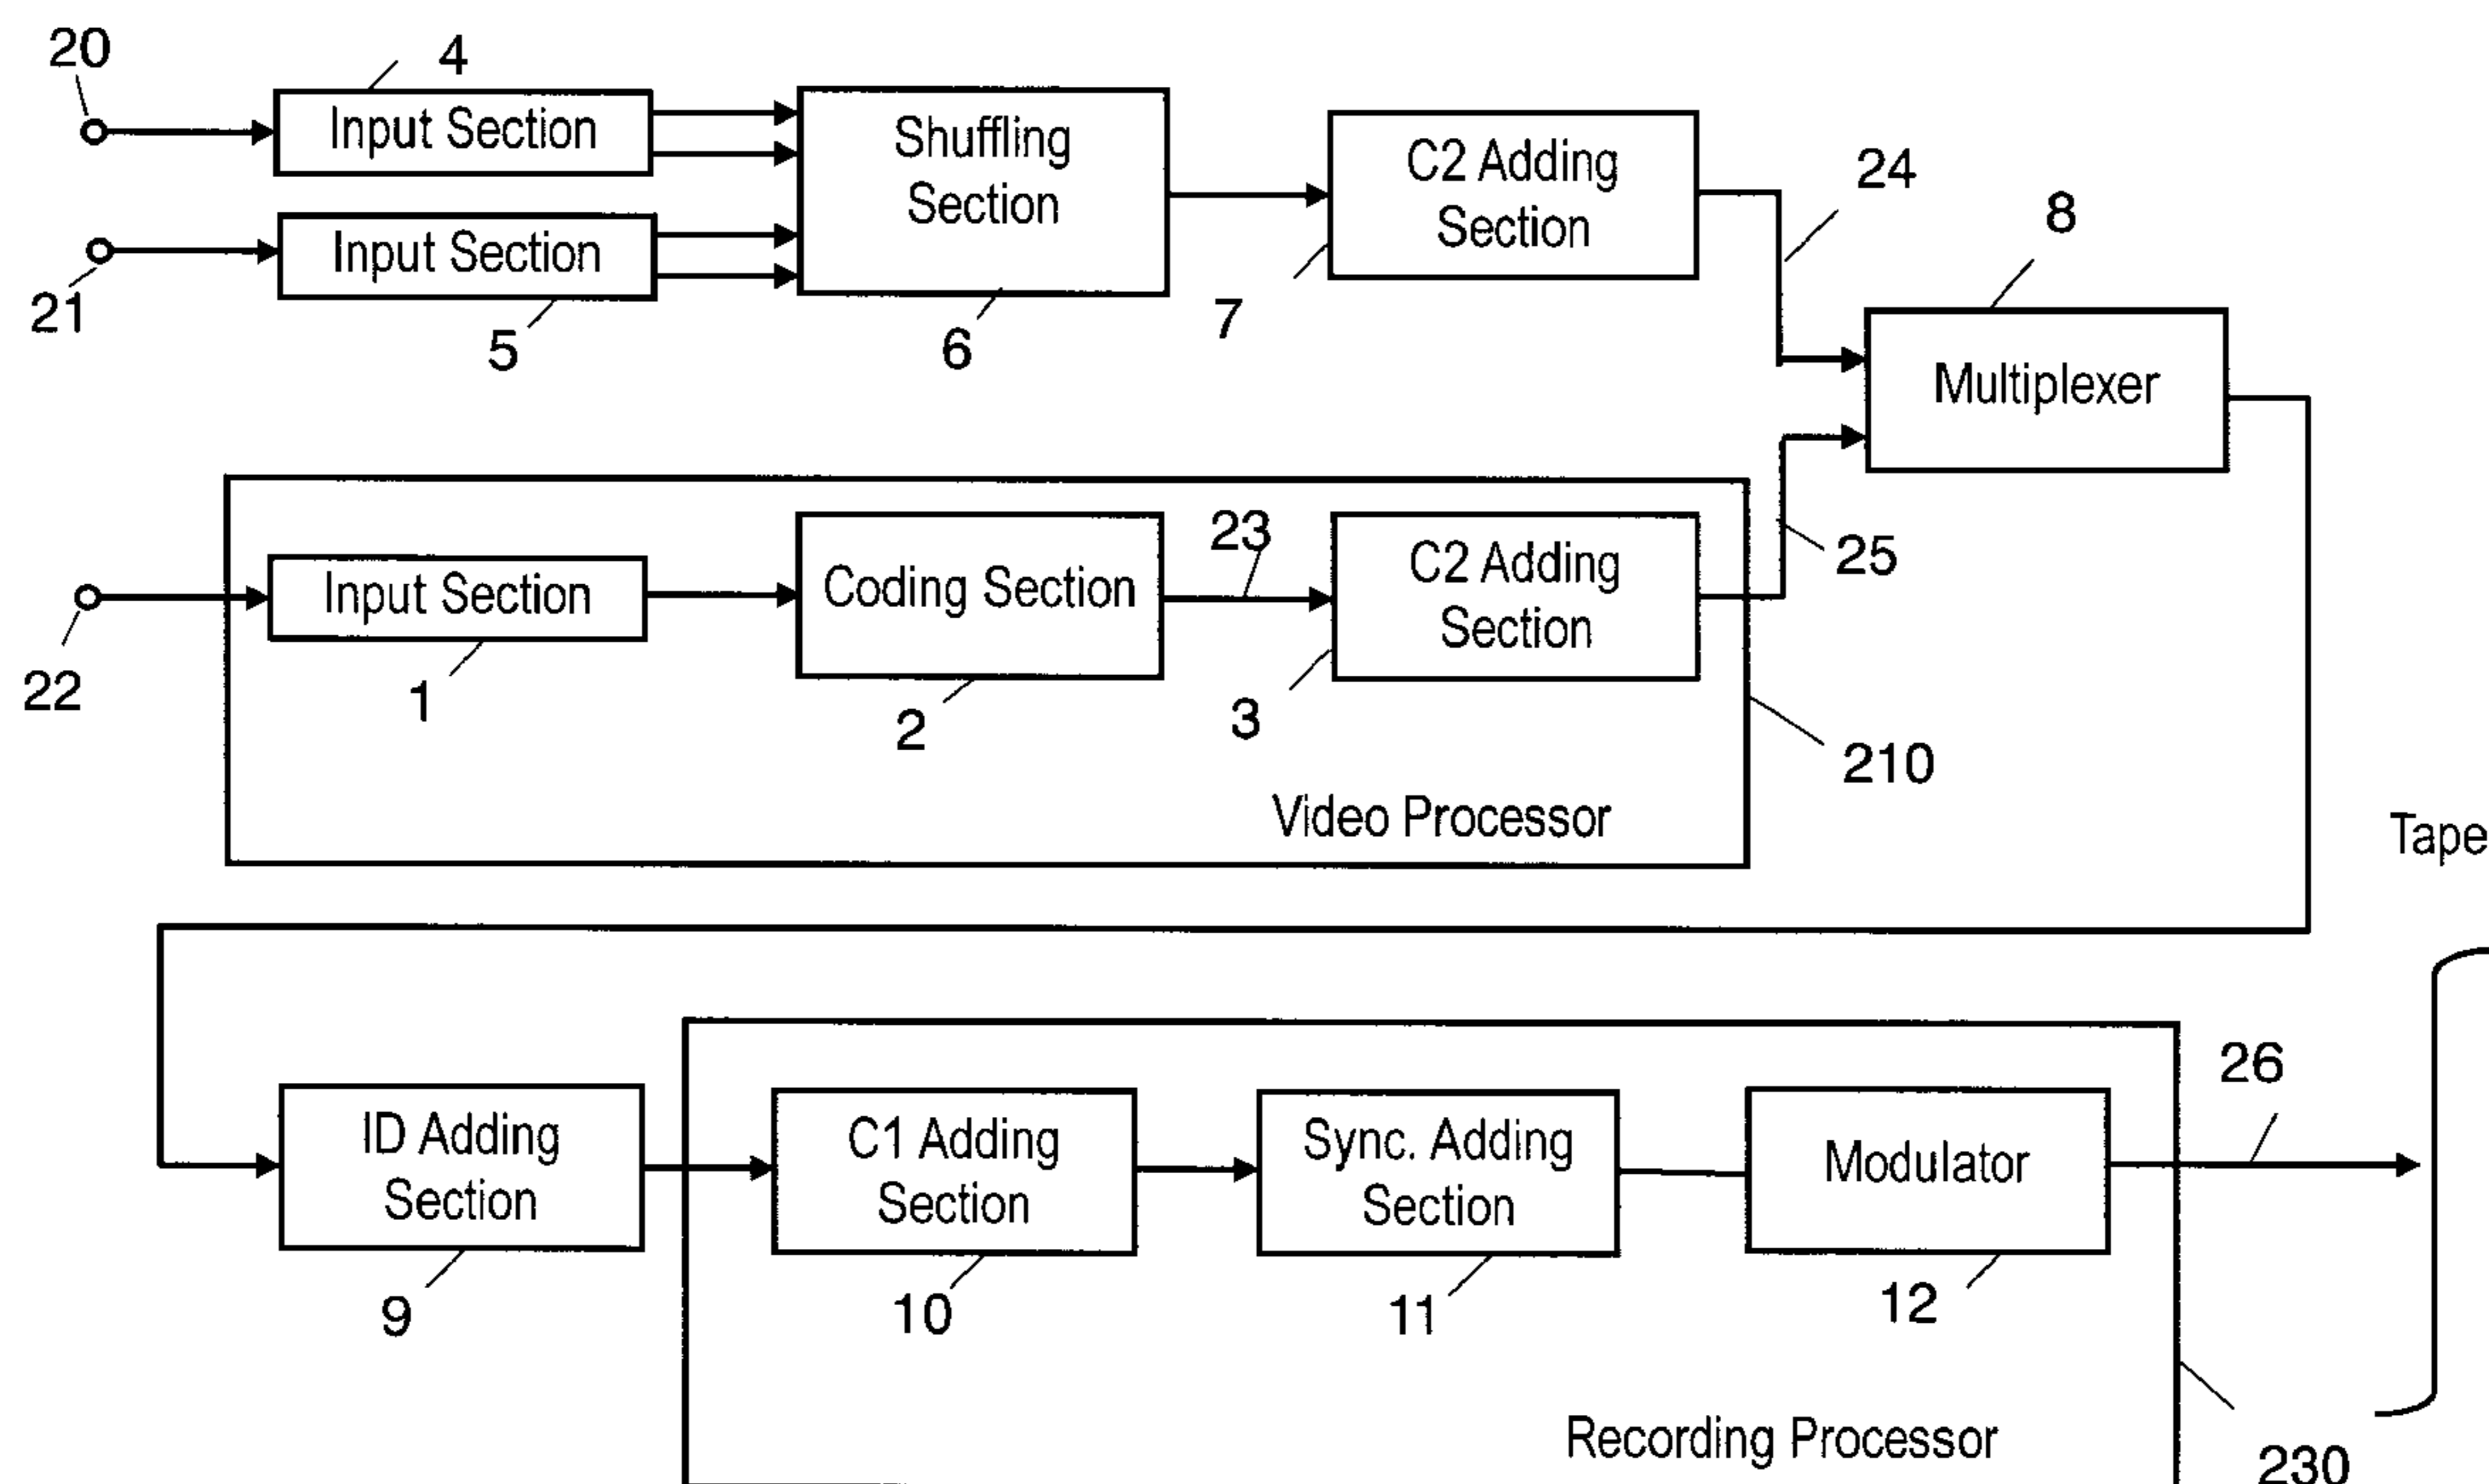 20
4
Input Section
Shuffling
Section
C2 Adding
Section
24
8
21
Input Section
5
6
7
Multiplexer
22
Input Section
1
Coding Section
2
23
C2 Adding
Section
3
25
210
Video Processor
Tape
ID Adding
Section
9
C1 Adding
Section
10
Sync. Adding
Section
11
Modulator
12
26
Recording Processor
230